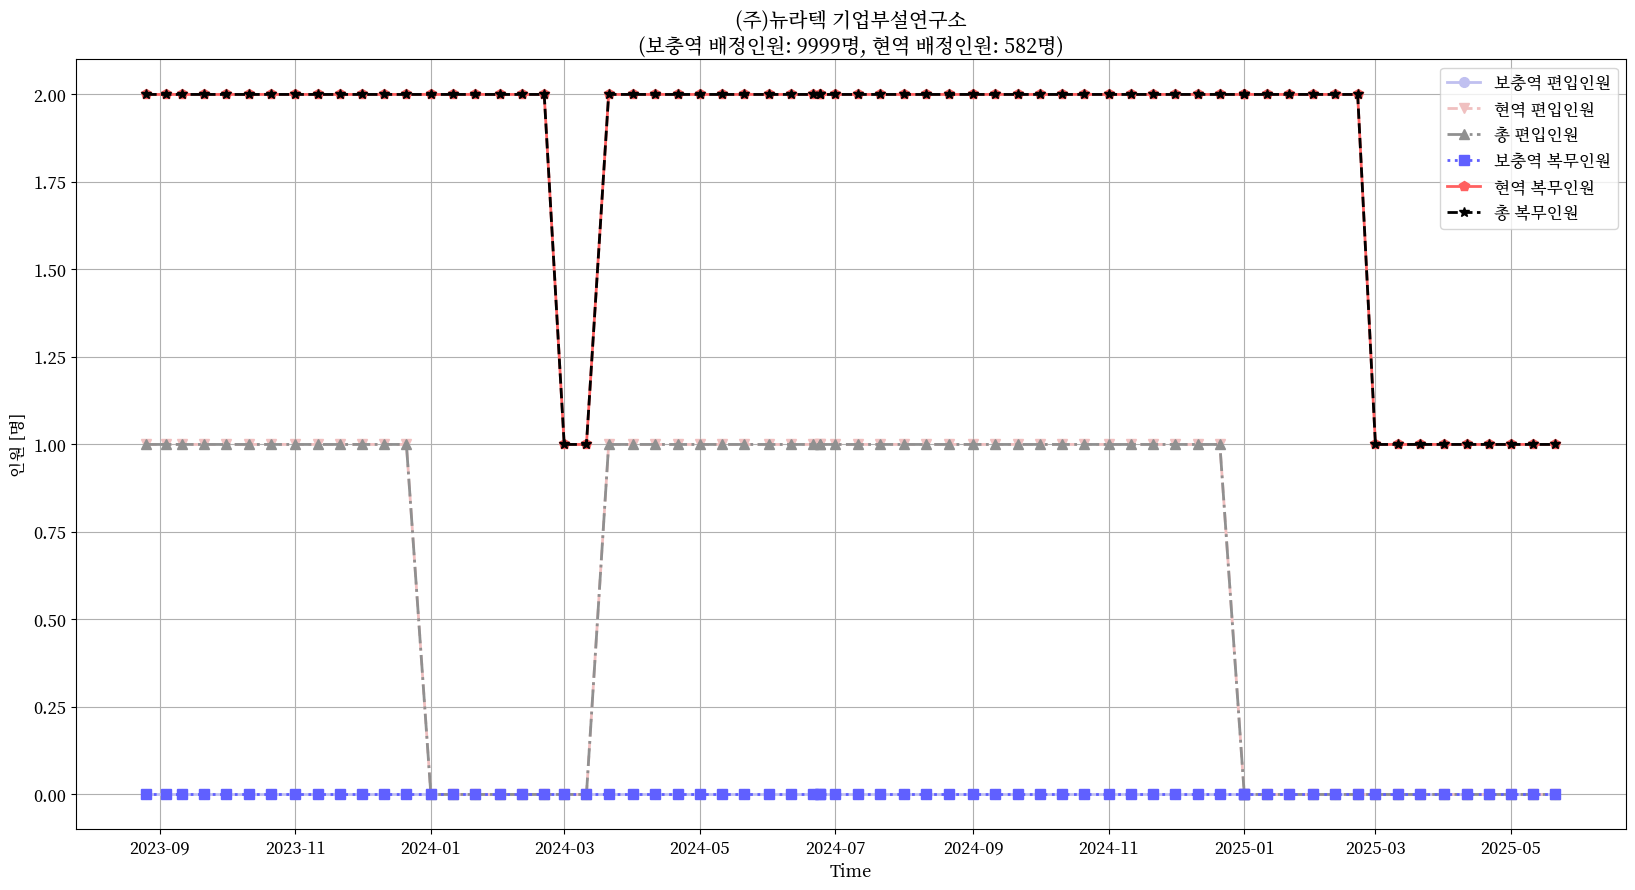 (주)뉴라텍 기업부설연구소
(보충역 배정인원: 9999명, 현역 배정인원: 582명)
보충역 편입인원
현역 편입인원
총 편입인원
보충역 복무인원
현역 복무인원
총 복무인원
인원 [명]
2.00
1.75
1.50
1.25
1.00
0.75
0.50
0.25
0.00
2023-09
2023-11
2024-01
2024-03
2024-05
2024-07
2024-09
2024-11
2025-01
2025-03
2025-05
Time